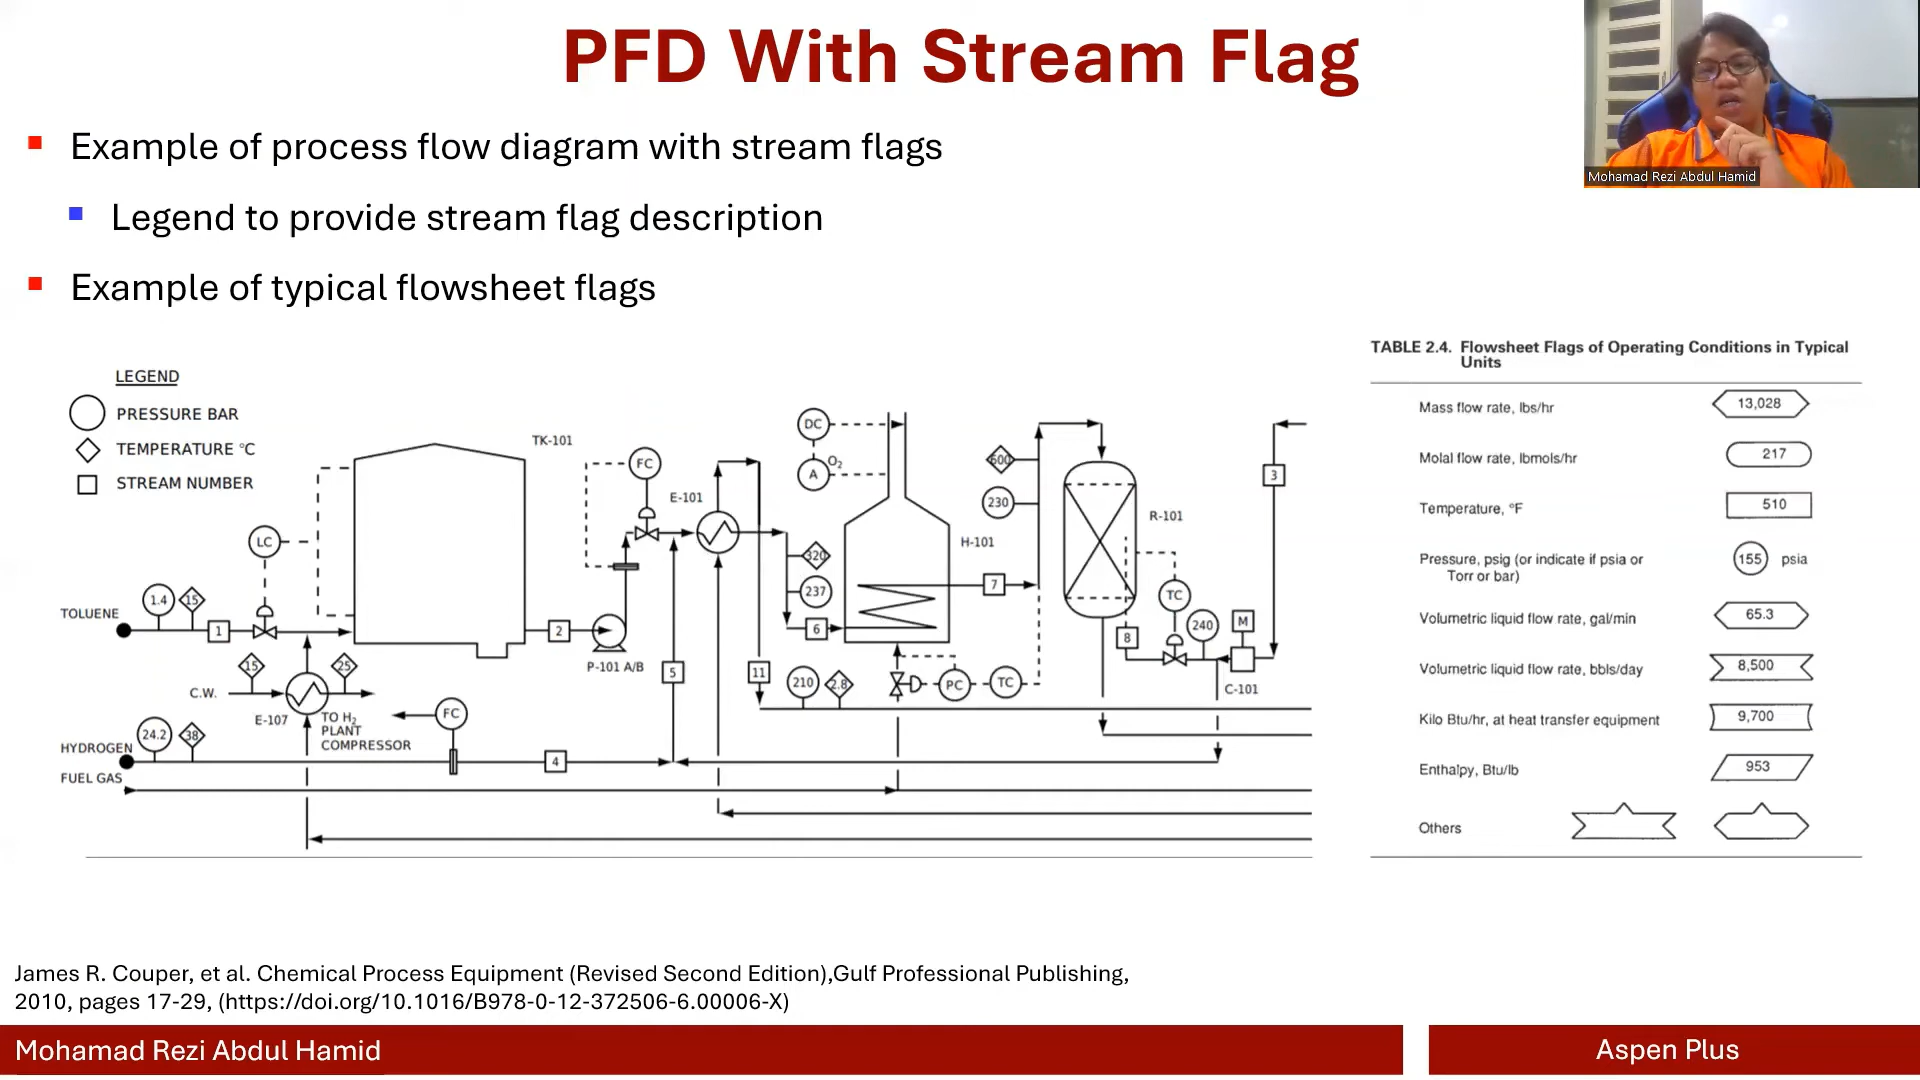 PFD With Stream Flag
Mohamad Rezi Abdul Hamid
Example of process flow diagram with stream flags
Legend to provide stream flag description
Example of typical flowsheet flags
LEGEND
PRESSURE BAR
TEMPERATURE °C
STREAM NUMBER
TK-101
FC
E-101
DC
O2
A
600
230
R-101
3
LC
H-101
320
237
7
TC
TOLUENE
1.4
15
1
2
6
8
240
M
P-101 A/B
15
25
5
11
210
2.8
PC
TC
C-101
C.W.
E-107
TO H2
PLANT
COMPRESSOR
FC
HYDROGEN
24.2
38
4
FUEL GAS
TABLE 2.4. Flowsheet Flags of Operating Conditions in Typical
Units
Mass flow rate, lbs/hr 13,028
Molal flow rate, lbmols/hr 217
Temperature, °F 510
Pressure, psig (or indicate if psia or 155 psia
Torr or bar)
Volumetric liquid flow rate, gal/min 65.3
Volumetric liquid flow rate, bbls/day 8,500
Kilo Btu/hr, at heat transfer equipment 9,700
Enthalpy, Btu/lb 953
Others
James R. Couper, et al. Chemical Process Equipment (Revised Second Edition),Gulf Professional Publishing,
2010, pages 17-29, (https://doi.org/10.1016/B978-0-12-372506-6.00006-X)
Mohamad Rezi Abdul Hamid
Aspen Plus